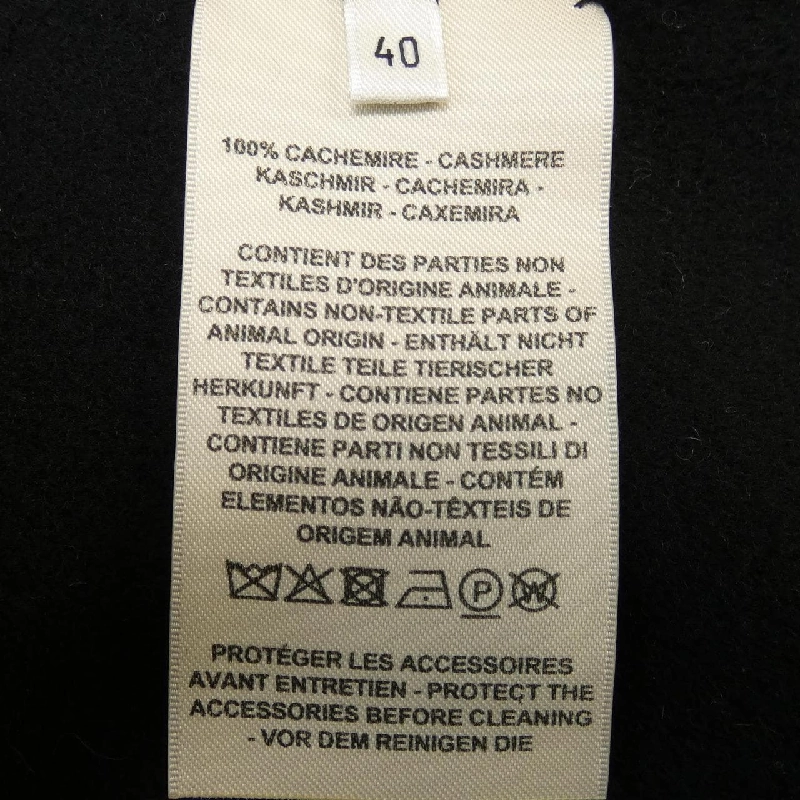 40
100% CACHEMIRE - CASHMERE
KASCHMIR - CACHEMIRA -
KASHMIR - CAXEMIRA
CONTIENT DES PARTIES NON
TEXTILES D'ORIGINE ANIMALE -
CONTAINS NON-TEXTILE PARTS OF
ANIMAL ORIGIN - ENTHÄLT NICHT
TEXTILE TEILE TIERISCHER
HERKUNFT - CONTIENE PARTES NO
TEXTILES DE ORIGEN ANIMAL -
CONTIENE PARTI NON TESSILI DI
ORIGINE ANIMALE - CONTÉM
ELEMENTOS NÃO-TÊXTEIS DE
ORIGEM ANIMAL
P W
PROTÉGER LES ACCESSOIRES
AVANT ENTRETIEN - PROTECT THE
ACCESSORIES BEFORE CLEANING
- VOR DEM REINIGEN DIE